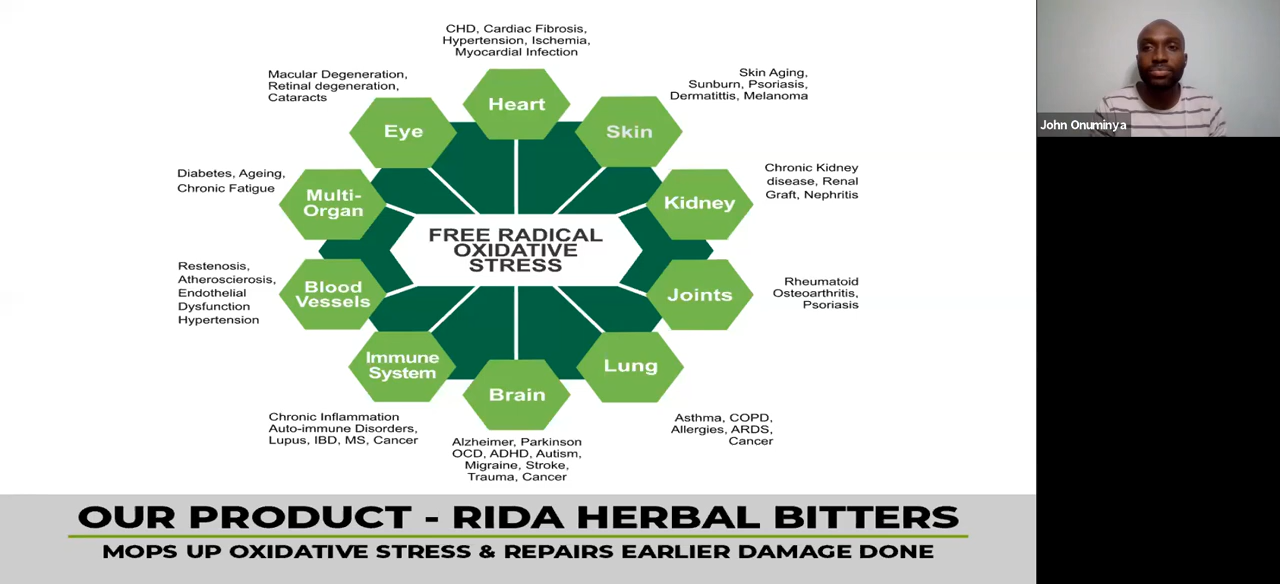 CHD, Cardiac Fibrosis,
Hypertension, Ischemia,
Myocardial Infection
Macular Degeneration,
Retinal degeneration,
Cataracts
Skin Aging,
Sunburn, Psoriasis,
Dermatittis, Melanoma
Heart
Eye
Skin
John Onuminya
Diabetes, Ageing,
Chronic Fatigue
Multi-
Organ
Kidney
Chronic Kidney
disease, Renal
Graft, Nephritis
FREE RADICAL
OXIDATIVE
STRESS
Restenosis,
Atheroscierosis,
Endothelial
Dysfunction
Hypertension
Blood
Vessels
Joints
Rheumatoid
Osteoarthritis,
Psoriasis
Immune
System
Brain
Lung
Chronic Inflammation
Auto-immune Disorders,
Lupus, IBD, MS, Cancer
Alzheimer, Parkinson
OCD, ADHD, Autism,
Migraine, Stroke,
Trauma, Cancer
Asthma, COPD,
Allergies, ARDS,
Cancer
OUR PRODUCT - RIDA HERBAL BITTERS
MOPS UP OXIDATIVE STRESS & REPAIRS EARLIER DAMAGE DONE